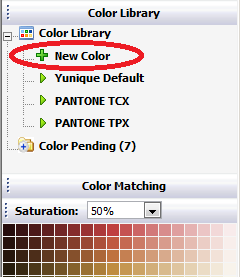 Color Library
Color Library
New Color
Yunique Default
PANTONE TCX
PANTONE TPX
Color Pending (7)
Color Matching
Saturation: 50%